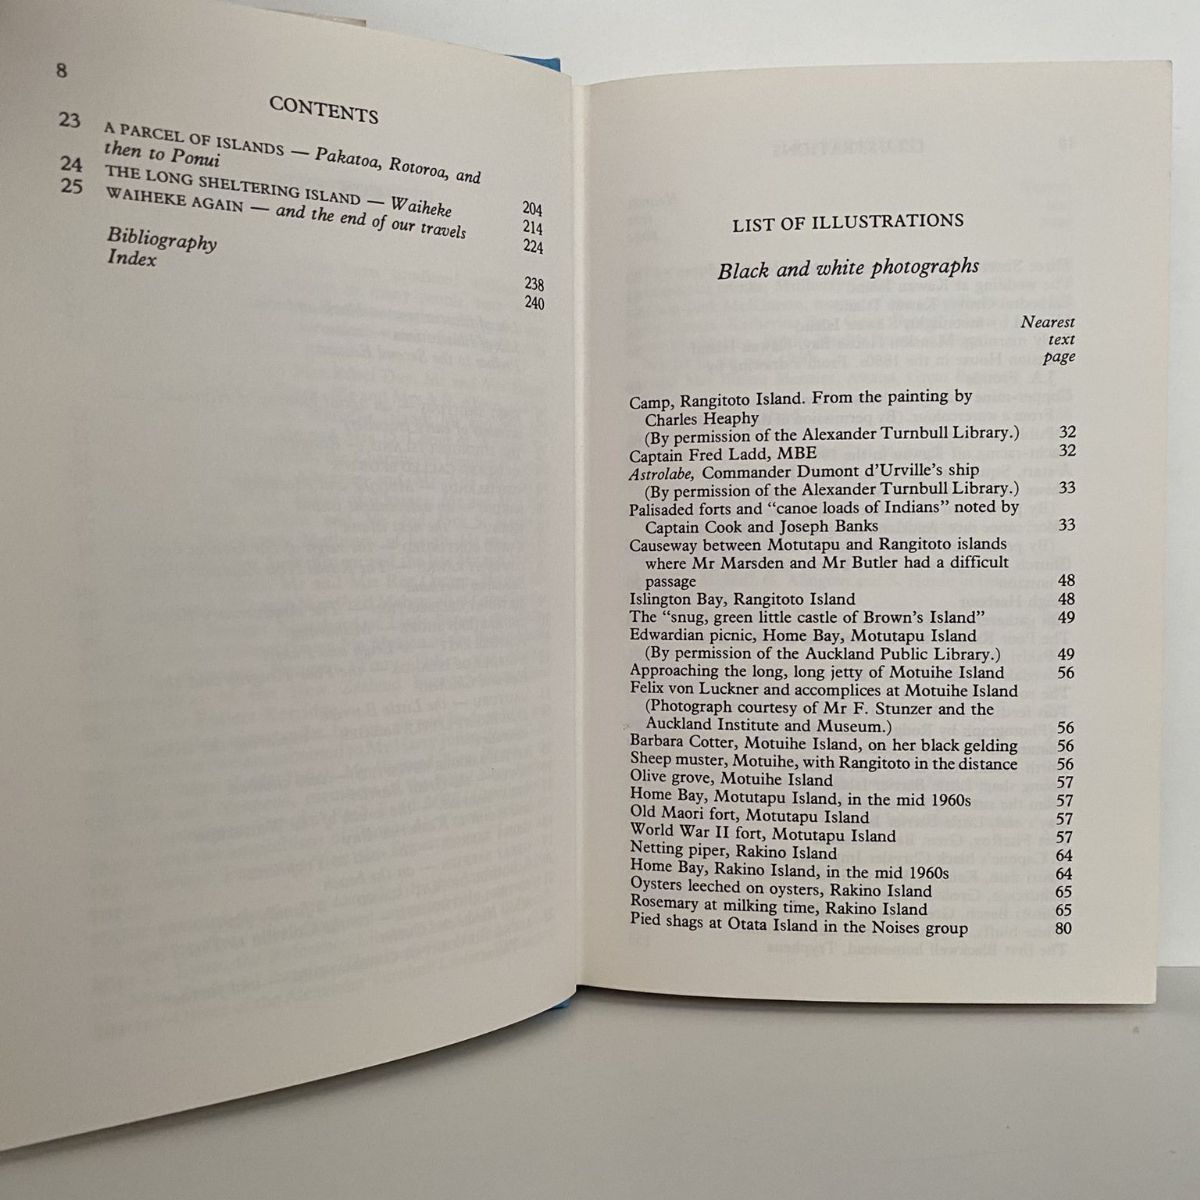 8
CONTENTS
23 A PARCEL OF ISLANDS — Pakatoa, Rotoroa, and
then to Ponui 204
24 THE LONG SHELTERING ISLAND — Waiheke 214
25 WAIHEKE AGAIN — and the end of our travels 224
Bibliography 238
Index 240
LIST OF ILLUSTRATIONS
Black and white photographs
Nearest
text
page
Camp, Rangitoto Island. From the painting by
Charles Heaphy
(By permission of the Alexander Turnbull Library.) 32
Captain Fred Ladd, MBE 32
Astrolabe, Commander Dumont d'Urville's ship
(By permission of the Alexander Turnbull Library.) 33
Palisaded forts and "canoe loads of Indians" noted by
Captain Cook and Joseph Banks 33
Causeway between Motutapu and Rangitoto islands
where Mr Marsden and Mr Butler had a difficult
passage 48
Islington Bay, Rangitoto Island 48
The "snug, green little castle of Brown's Island" 49
Edwardian picnic, Home Bay, Motutapu Island
(By permission of the Auckland Public Library.) 49
Approaching the long, long jetty of Motuihe Island 56
Felix von Luckner and accomplices at Motuihe Island
(Photograph courtesy of Mr F. Stunzer and the
Auckland Institute and Museum.) 56
Barbara Cotter, Motuihe Island, on her black gelding 56
Sheep muster, Motuihe, with Rangitoto in the distance 56
Olive grove, Motuihe Island 57
Home Bay, Motutapu Island, in the mid 1960s 57
Old Maori fort, Motutapu Island 57
World War II fort, Motutapu Island 57
Netting piper, Rakino Island 64
Home Bay, Rakino Island, in the mid 1960s 64
Oysters leeched on oysters, Rakino Island 65
Rosemary at milking time, Rakino Island 65
Pied shags at Otata Island in the Noises group 80